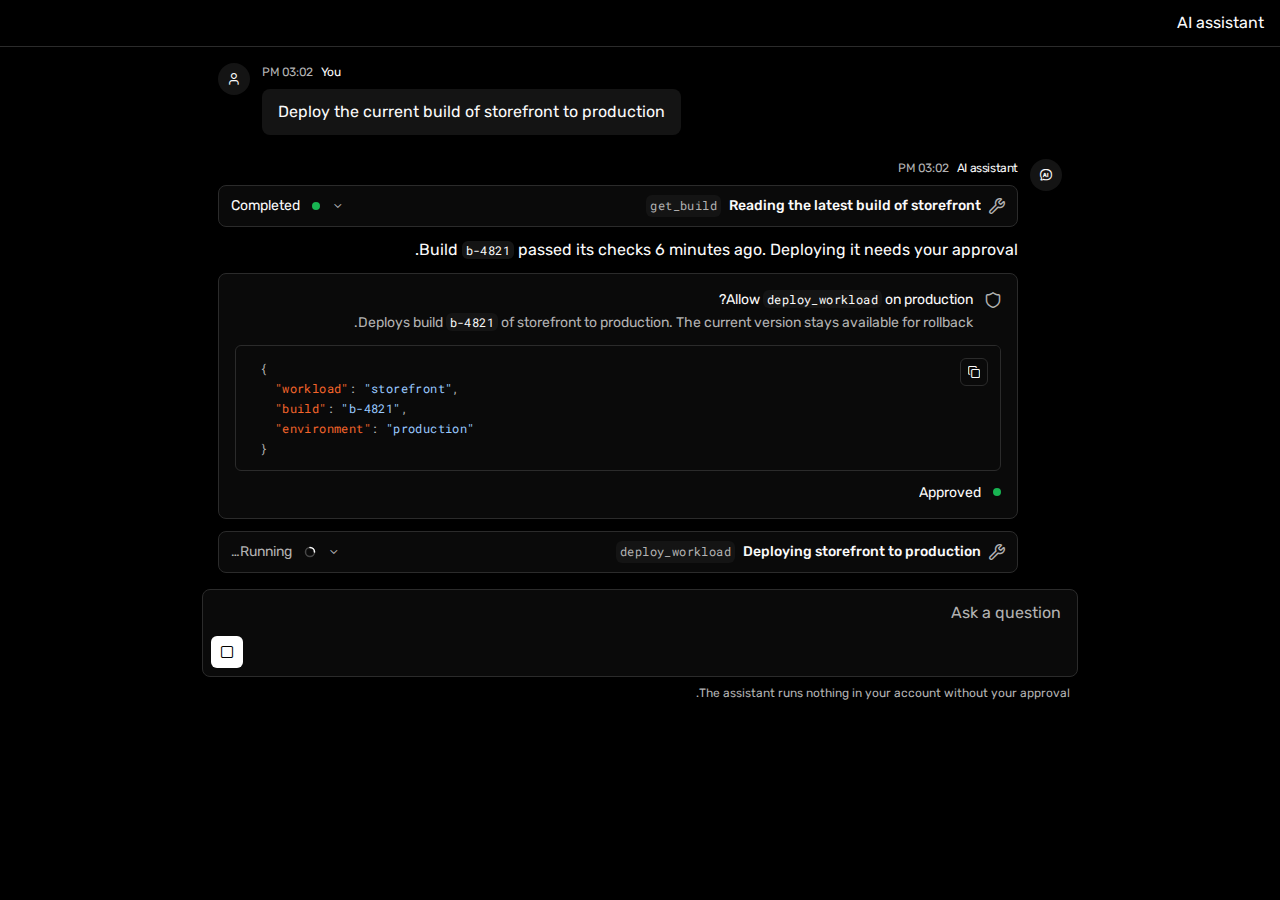 AI assistant
You PM 03:02
Deploy the current build of storefront to production
AI assistant PM 03:02
Reading the latest build of storefront get_build Completed
Build b-4821 passed its checks 6 minutes ago. Deploying it needs your approval.
Allow deploy_workload on production?
Deploys build b-4821 of storefront to production. The current version stays available for rollback.
{
"workload": "storefront",
"build": "b-4821",
"environment": "production"
}
Approved
Deploying storefront to production deploy_workload Running…
Ask a question
The assistant runs nothing in your account without your approval.